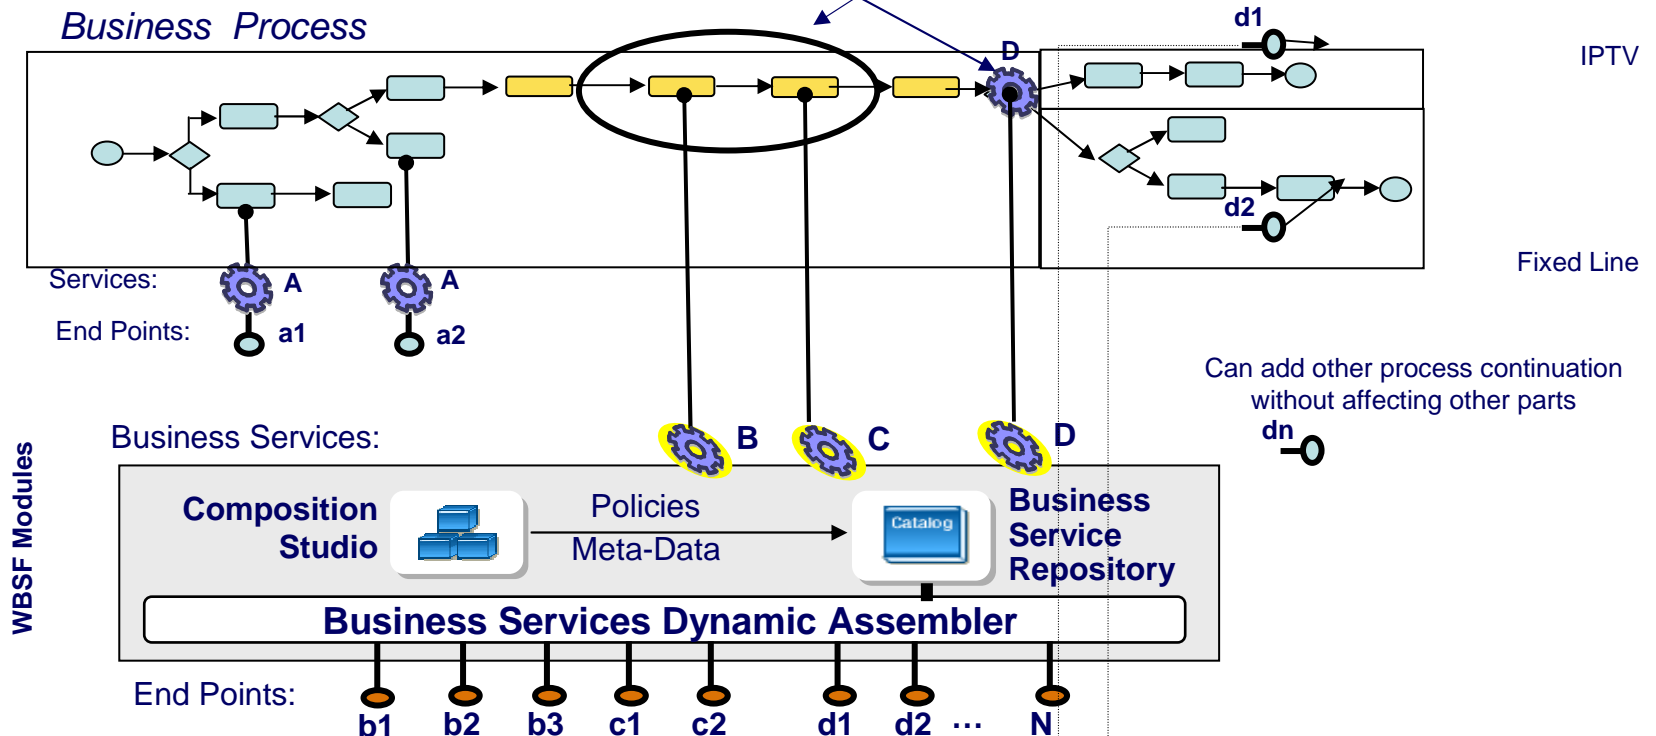 Business Process
d1
IPTV
D
d2
Fixed Line
Services:
A
A
End Points:
a1
a2
Can add other process continuation
without affecting other parts
dn
Business Services:
B
C
D
WBSF Modules
Composition
Studio
Policies
Meta-Data
Catalog
Business
Service
Repository
Business Services Dynamic Assembler
End Points:
b1
b2
b3
c1
c2
d1
d2
...
N